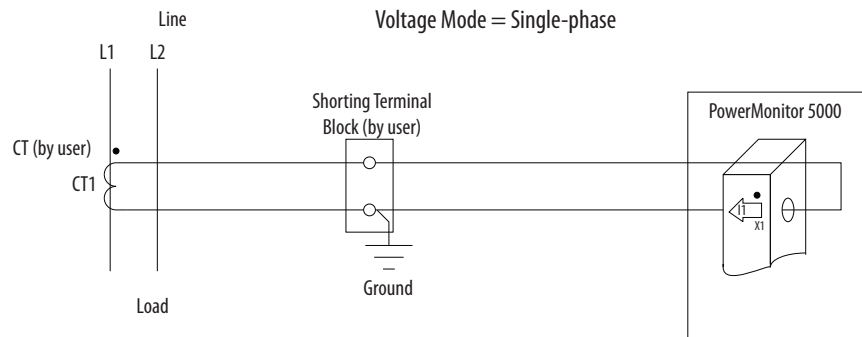 Line
Voltage Mode = Single-phase
L1
L2
Shorting Terminal
Block (by user)
PowerMonitor 5000
CT (by user)
CT1
I1
X1
Ground
Load